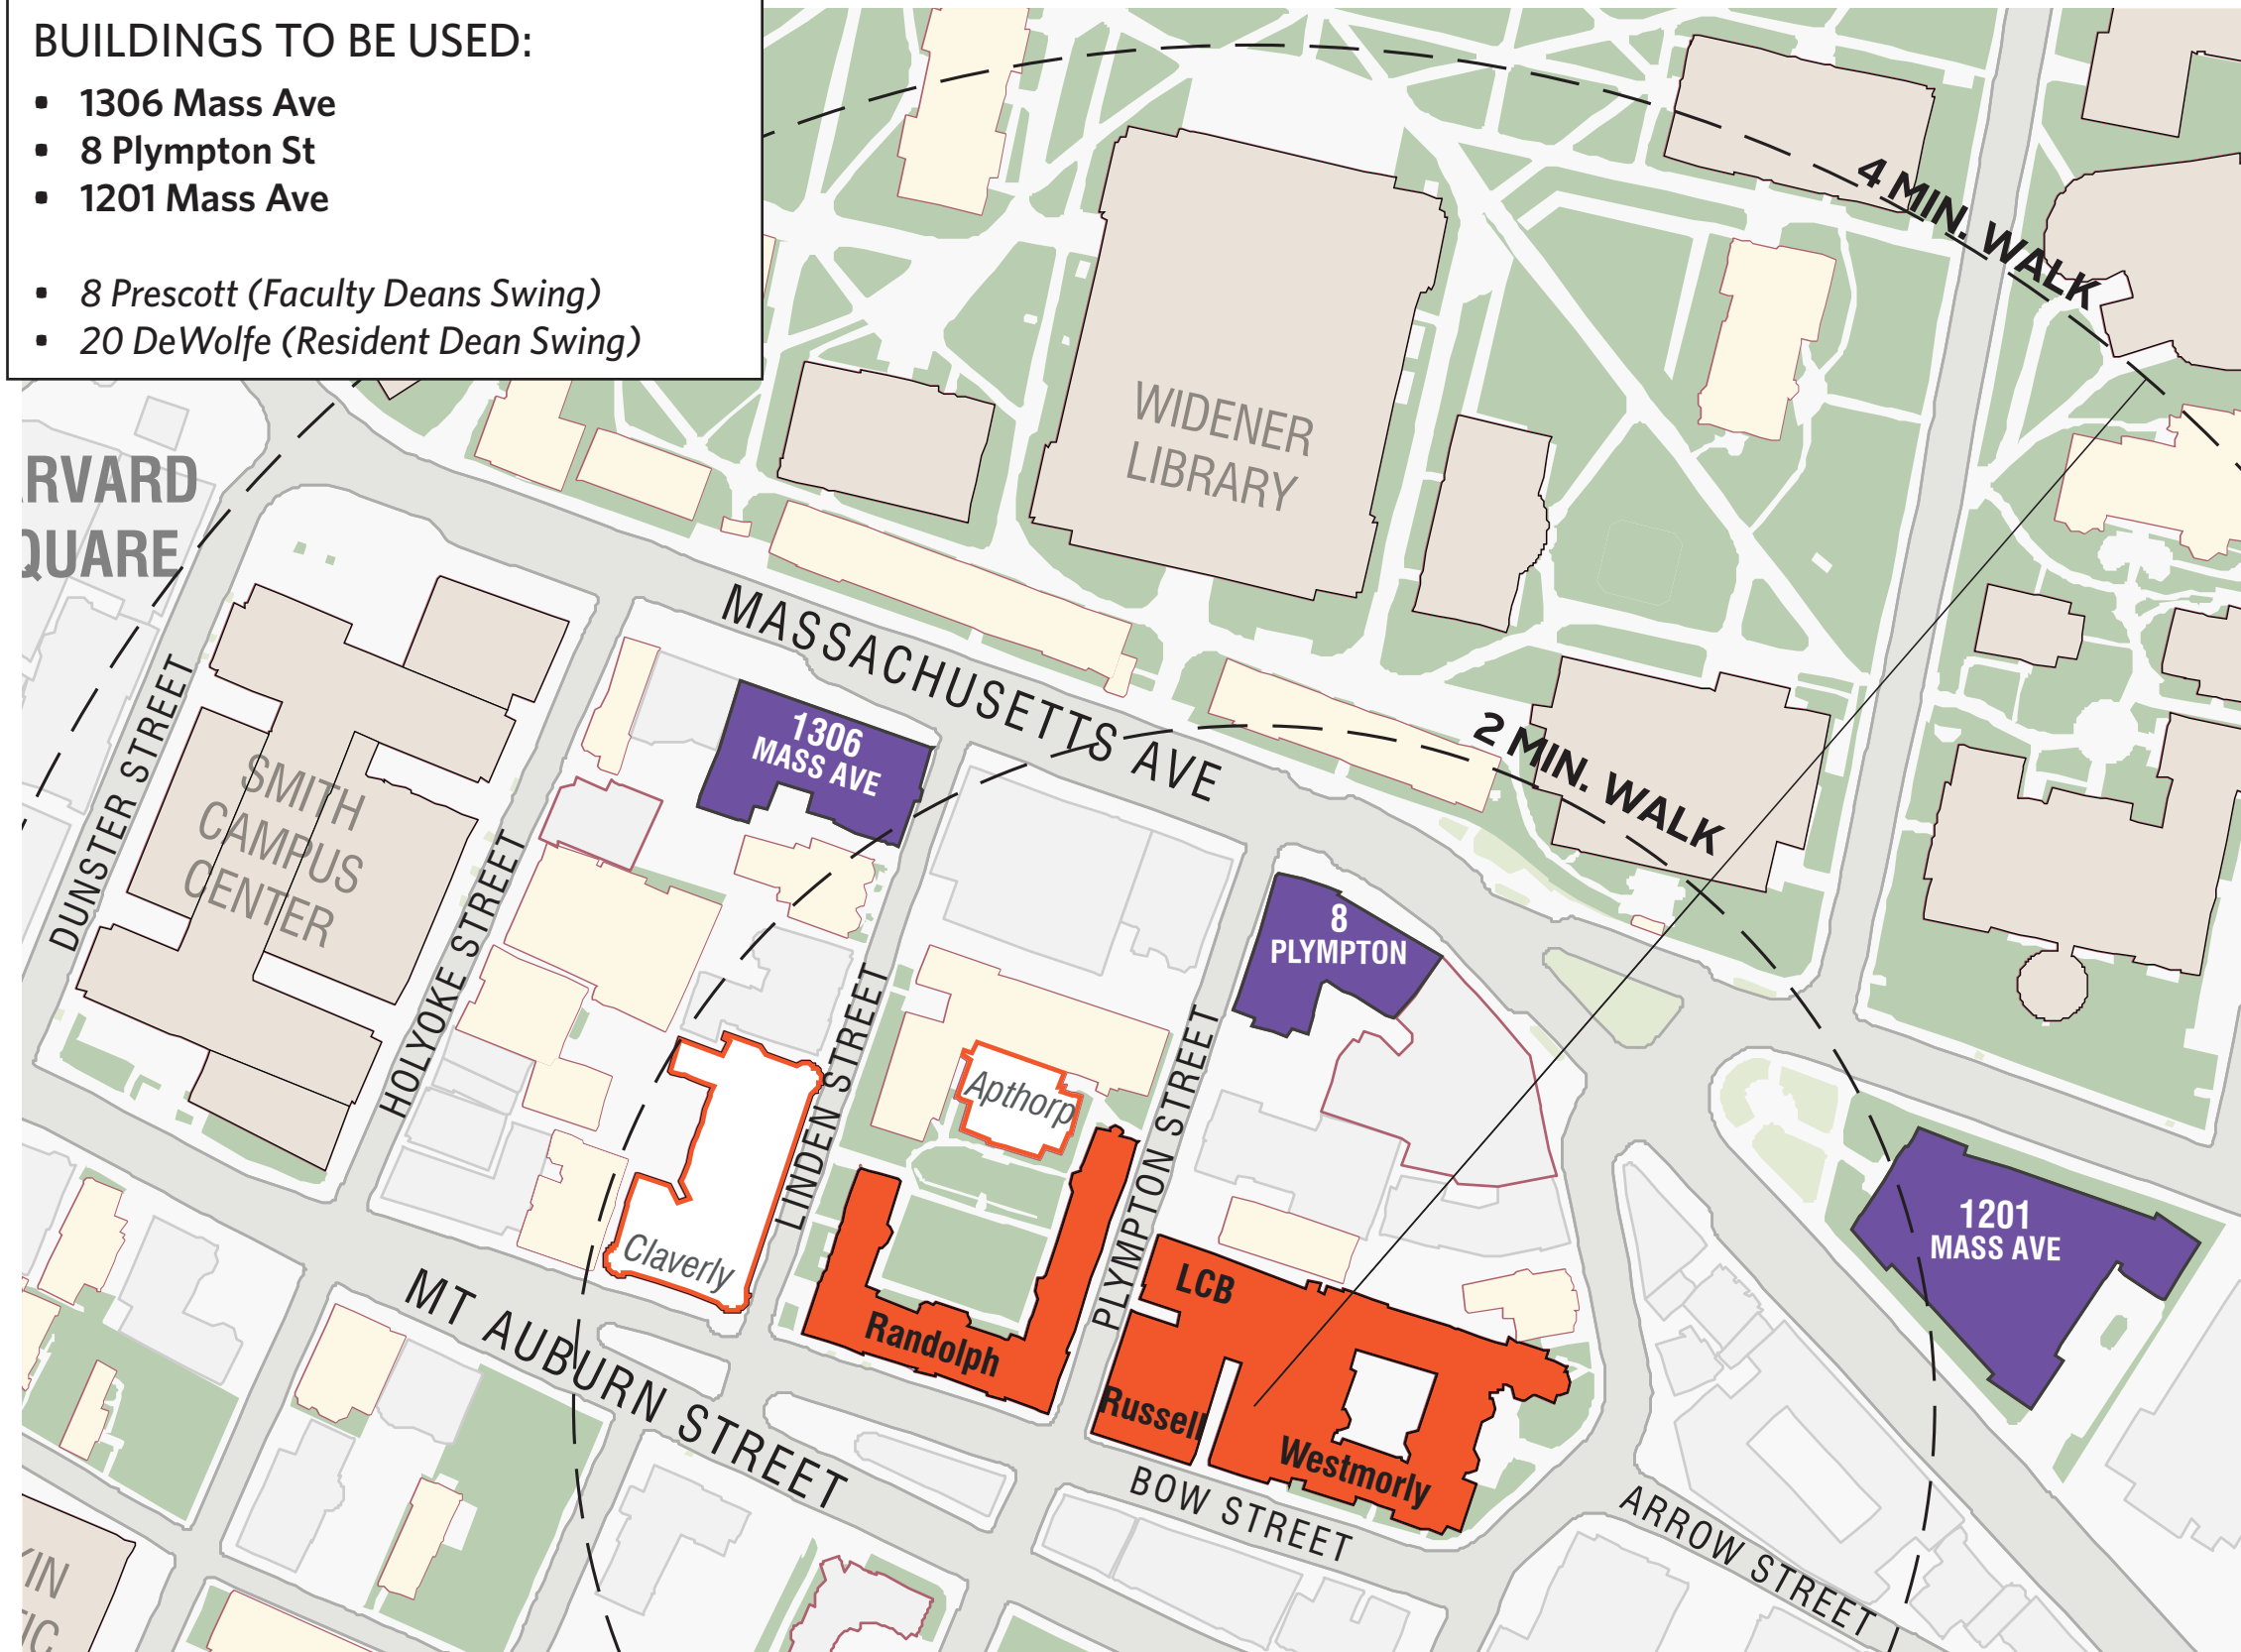 BUILDINGS TO BE USED:
▪ 1306 Mass Ave
▪ 8 Plympton St
▪ 1201 Mass Ave
▪ 8 Prescott (Faculty Deans Swing)
▪ 20 DeWolfe (Resident Dean Swing)
4 MIN. WALK
WIDENER
LIBRARY
RVARD
QUARE
MASSACHUSETTS AVE
2 MIN. WALK
1306
MASS AVE
SMITH
CAMPUS
CENTER
DUNSTER STREET
HOLYOKE STREET
LINDEN STREET
PLYMPTON STREET
8
PLYMPTON
Apthorp
Claverly
1201
MASS AVE
LCB
Randolph
Russell
Westmorly
MT AUBURN STREET
BOW STREET
ARROW STREET
IN
IC